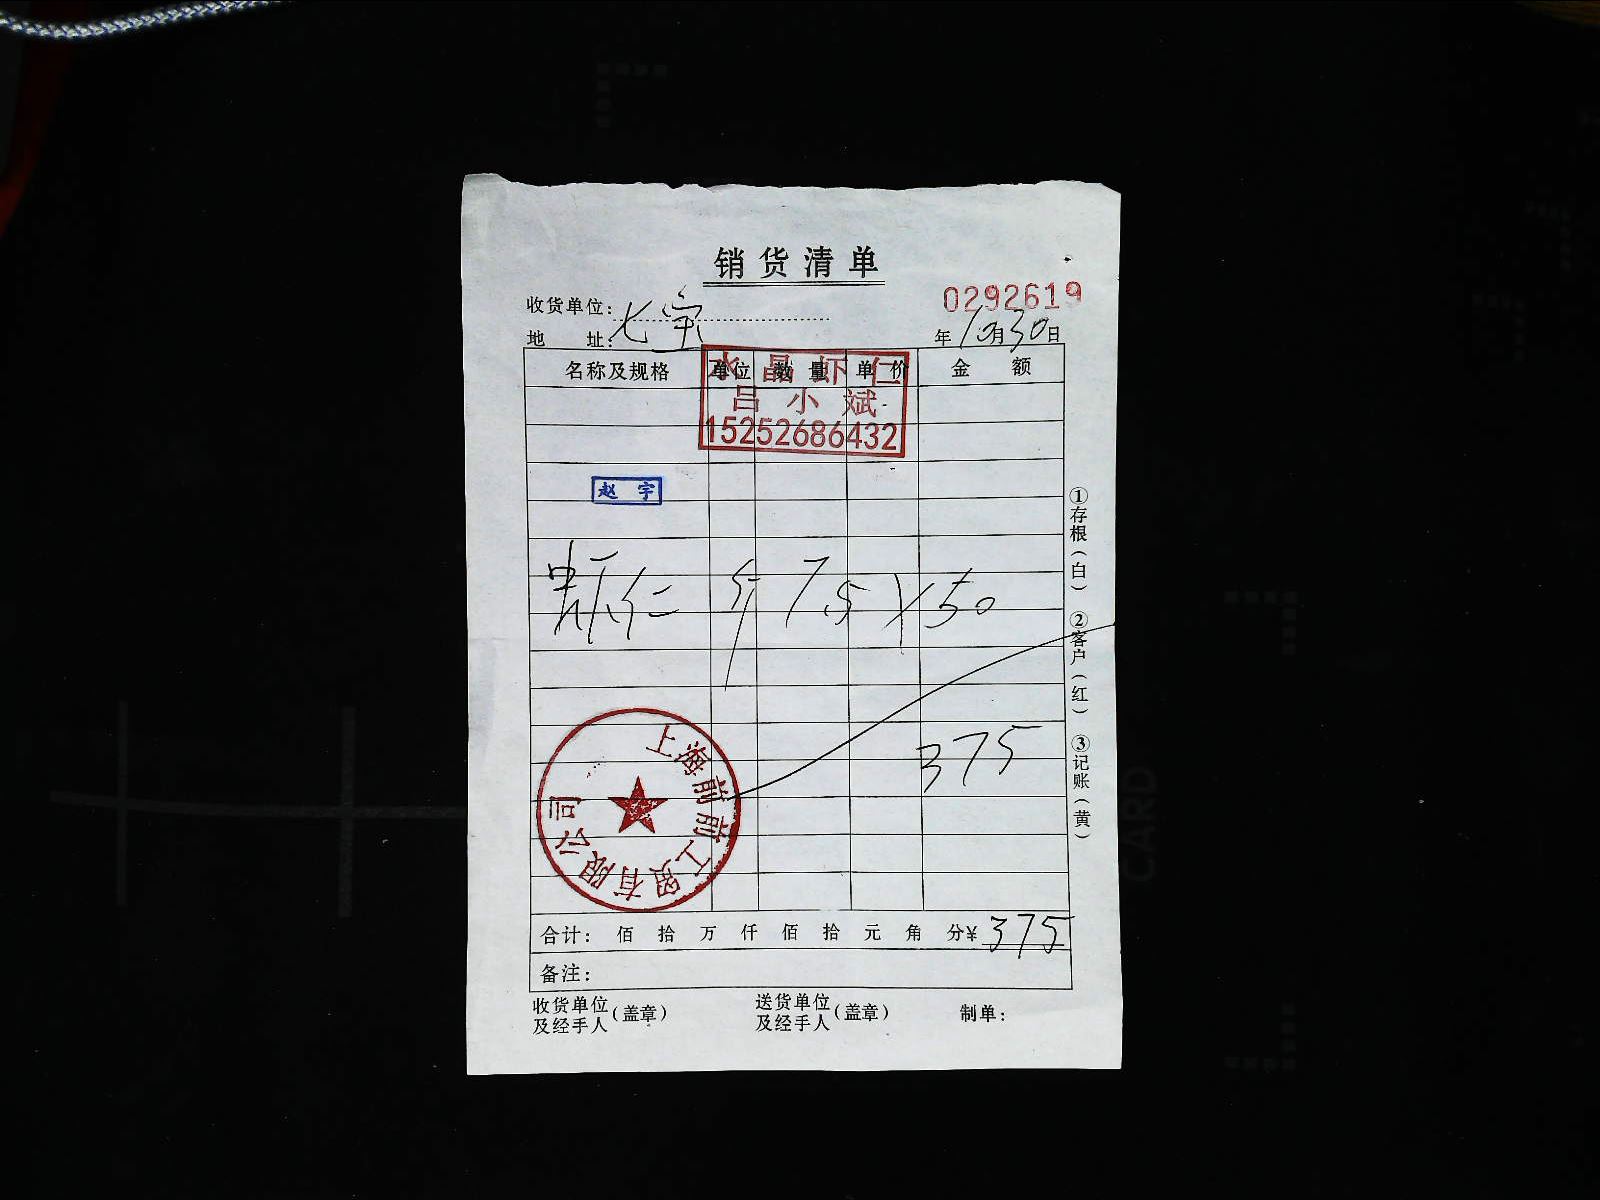 销货清单
0292619
收货单位：七宝
地 址：
年10月30日
名称及规格 单位 数量 单价 金额
水晶虾仁
吕小斌
15252686432
赵宇
虾仁 斤 7.5 ¥50
375
上海前前工贸有限公司
合计： 佰 拾 万 仟 佰 拾 元 角 分¥375
备注：
收货单位及经手人（盖章）
送货单位及经手人（盖章）
制单：
①存根（白） ②客户（红） ③记账（黄）
CARD